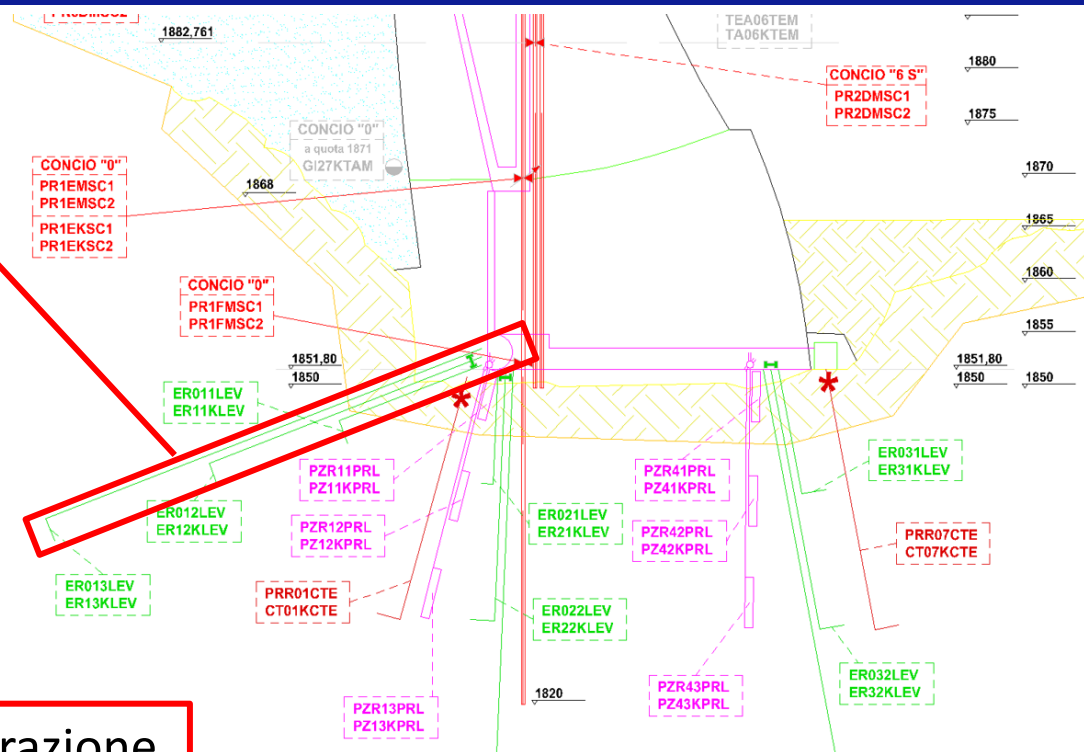 1882,761
TEA06TEM
TA06KTEM
1880
CONCIO "6 S"
PR2DMSC1
PR2DMSC2
1875
CONCIO "0"
a quota 1871
GI27KTAM
1870
CONCIO "0"
PR1EMSC1
PR1EMSC2
PR1EKSC1
PR1EKSC2
1868
1865
1860
CONCIO "0"
PR1FMSC1
PR1FMSC2
1855
1851,80
1850
1851,80
1850
1850
ER011LEV
ER11KLEV
ER031LEV
ER31KLEV
PZR11PRL
PZ11KPRL
PZR41PRL
PZ41KPRL
ER012LEV
ER12KLEV
ER021LEV
ER21KLEV
PZR12PRL
PZ12KPRL
PZR42PRL
PZ42KPRL
PRR07CTE
CT07KCTE
ER013LEV
ER13KLEV
PRR01CTE
CT01KCTE
ER022LEV
ER22KLEV
ER032LEV
ER32KLEV
PZR43PRL
PZ43KPRL
1820
PZR13PRL
PZ13KPRL
razione